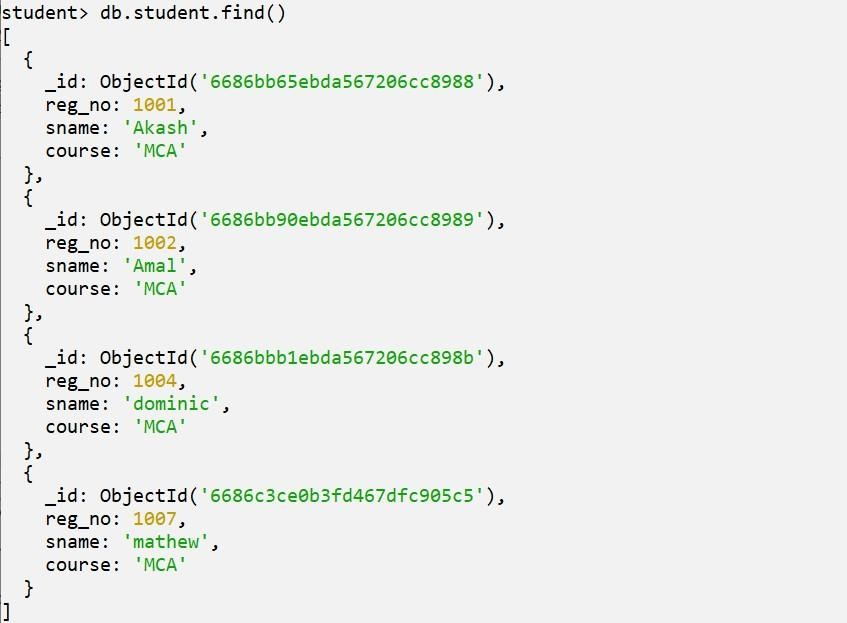 student> db.student.find()
[
  {
    _id: ObjectId('6686bb65ebda567206cc8988'),
    reg_no: 1001,
    sname: 'Akash',
    course: 'MCA'
  },
  {
    _id: ObjectId('6686bb90ebda567206cc8989'),
    reg_no: 1002,
    sname: 'Amal',
    course: 'MCA'
  },
  {
    _id: ObjectId('6686bbb1ebda567206cc898b'),
    reg_no: 1004,
    sname: 'dominic',
    course: 'MCA'
  },
  {
    _id: ObjectId('6686c3ce0b3fd467dfc905c5'),
    reg_no: 1007,
    sname: 'mathew',
    course: 'MCA'
  }
]